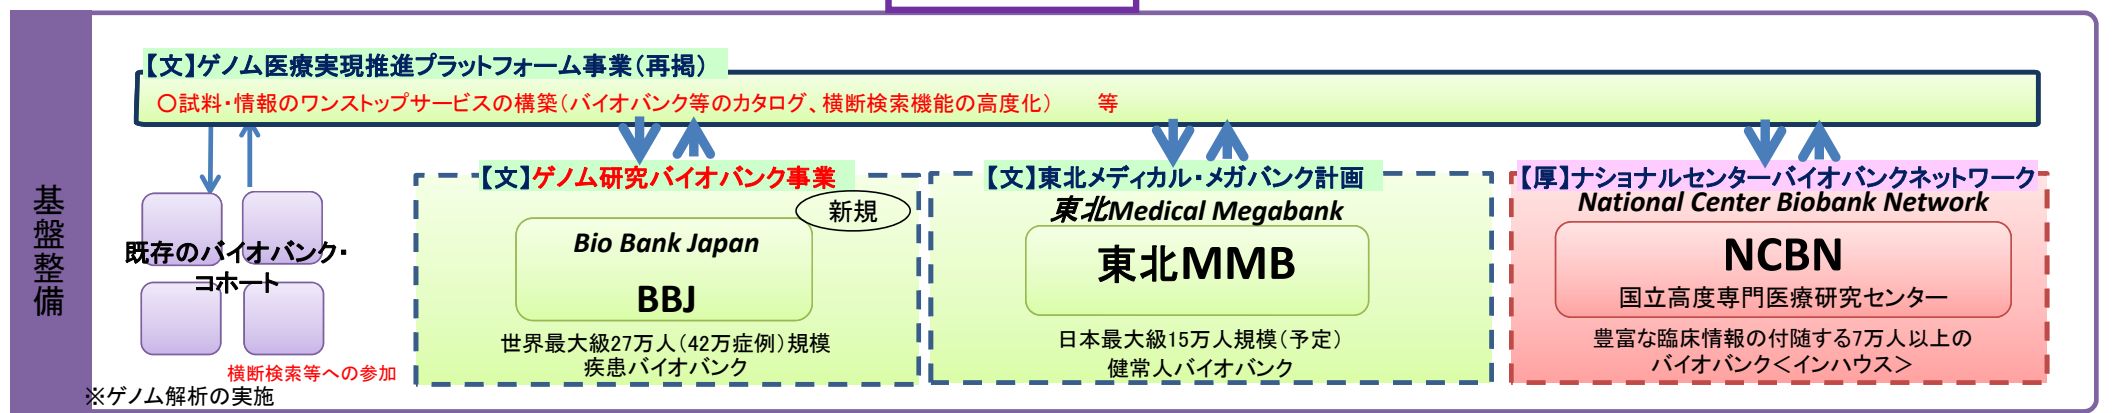 基盤整備
【文】ゲノム医療実現推進プラットフォーム事業（再掲）
○試料・情報のワンストップサービスの構築（バイオバンク等のカタログ、横断検索機能の高度化）　等
既存のバイオバンク・
コホート
横断検索等への参加
※ゲノム解析の実施
【文】ゲノム研究バイオバンク事業
新規
Bio Bank Japan
BBJ
世界最大級27万人（42万症例）規模
疾患バイオバンク
【文】東北メディカル・メガバンク計画
東北Medical Megabank
東北MMB
日本最大級15万人規模（予定）
健常人バイオバンク
【厚】ナショナルセンターバイオバンクネットワーク
National Center Biobank Network
NCBN
国立高度専門医療研究センター
豊富な臨床情報の付随する7万人以上の
バイオバンク＜インハウス＞